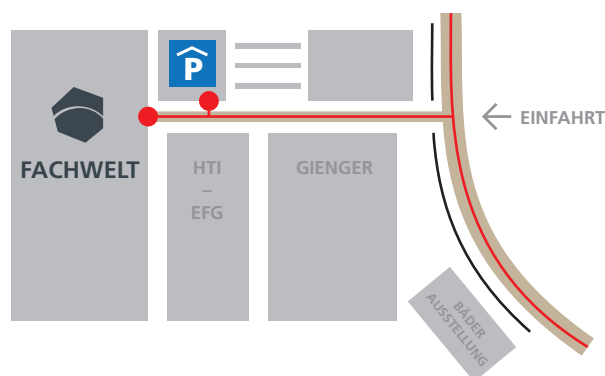 P
EINFAHRT
FACHWELT
HTI
–
EFG
GIENGER
BÄDER
AUSSTELLUNG